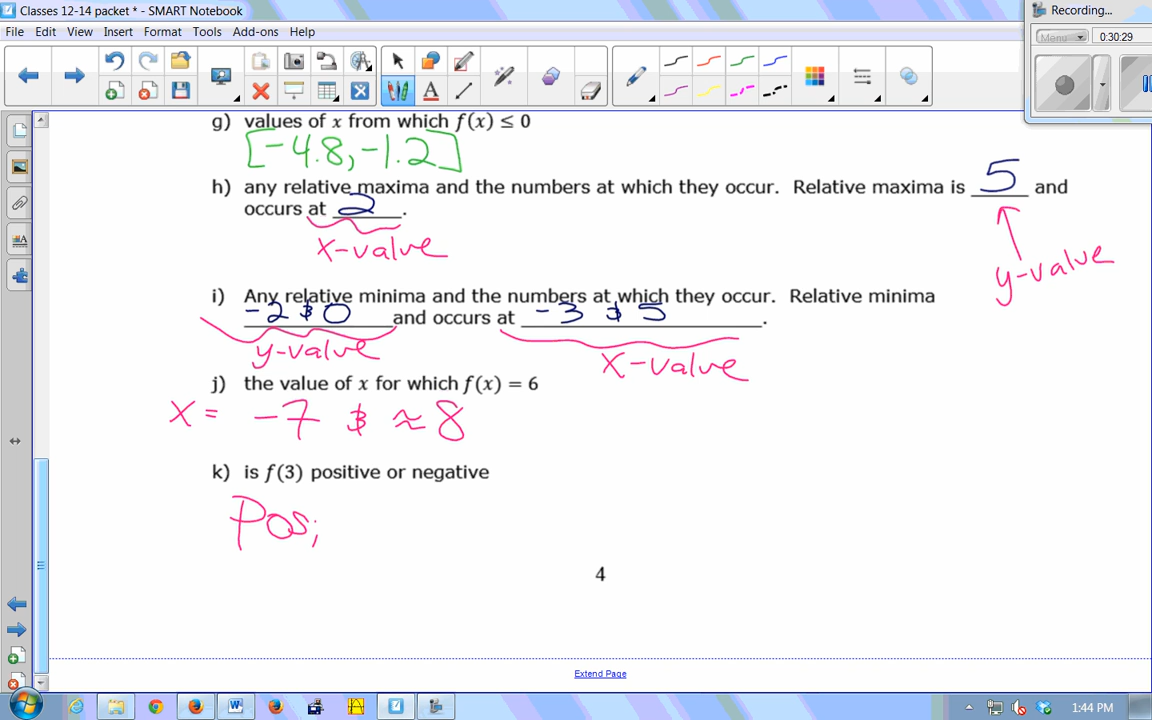 Classes 12-14 packet * - SMART Notebook
Recording...
File Edit View Insert Format Tools Add-ons Window Help
Menu 0:30:29
g) values of x from which f(x) ≤ 0
[-4.8, -1.2]
h) any relative maxima and the numbers at which they occur. Relative maxima is 5 and
occurs at 2.
x-value
y-value
i) Any relative minima and the numbers at which they occur. Relative minima
-2 & 0 and occurs at -3 & 5.
y-value x-value
j) the value of x for which f(x) = 6
x = -7 & ≈ 8
k) is f(3) positive or negative
Pos;
4
Extend Page
1:44 PM